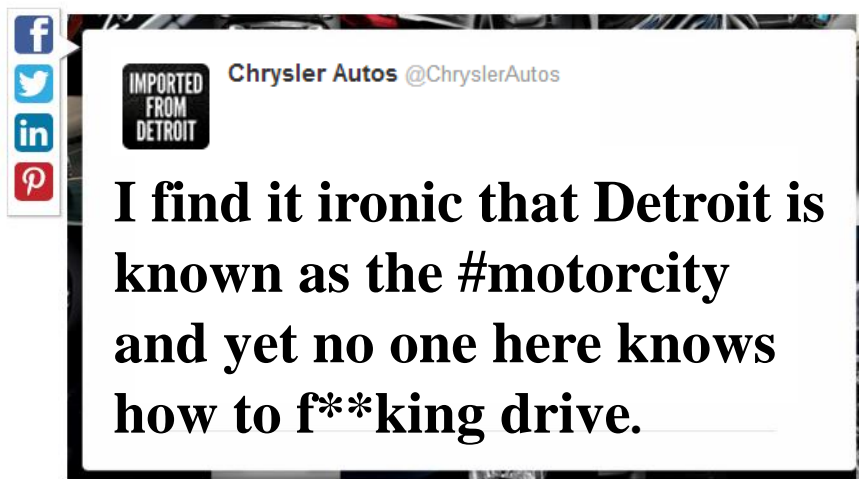 f
in
IMPORTED
FROM
DETROIT
Chrysler Autos @ChryslerAutos
I find it ironic that Detroit is
known as the #motorcity
and yet no one here knows
how to f**king drive.